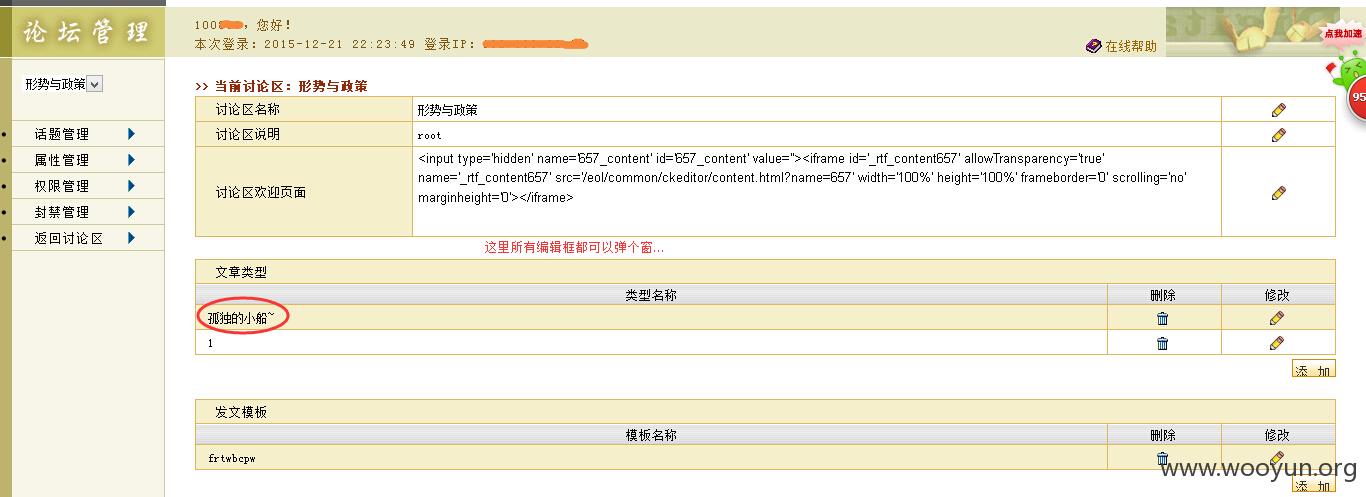 论坛管理
100
，您好！
本次登录：2015-12-21 22:23:49 登录IP：
在线帮助
点我加速
95
形势与政策
话题管理
属性管理
权限管理
封禁管理
返回讨论区
>> 当前讨论区：形势与政策
讨论区名称 形势与政策
讨论区说明 root
讨论区欢迎页面
<input type='hidden' name='657_content' id='657_content' value=''><iframe id='_rtf_content657' allowTransparency='true'
name='_rtf_content657' src='/eol/common/ckeditor/content.html?name=657' width='100%' height='100%' frameborder='0' scrolling='no'
marginheight='0'></iframe>
这里所有编辑框都可以弹个窗...
文章类型
类型名称 删除 修改
孤独的小船~
1
添 加
发文模板
模板名称 删除 修改
frtwbcpw
www.wooyun.org
添 加